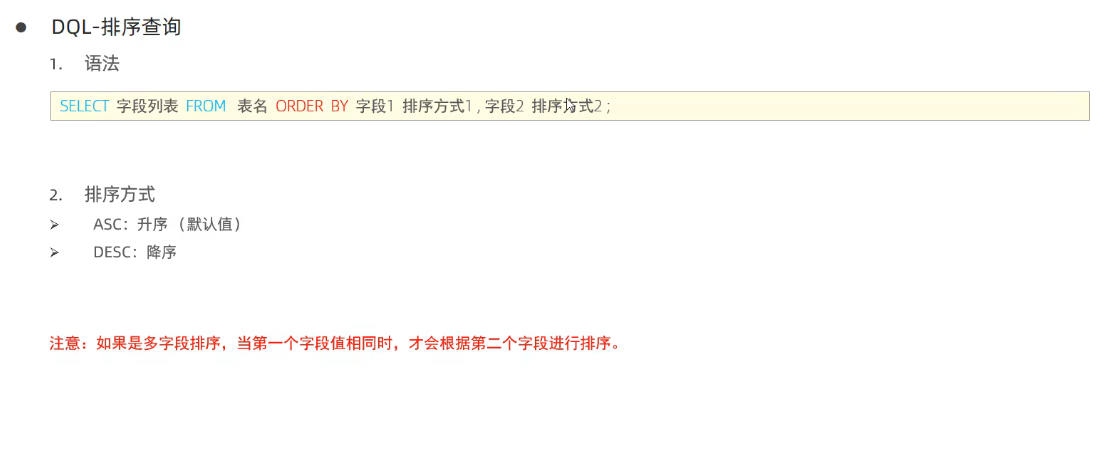 ● DQL-排序查询
1. 语法
SELECT 字段列表 FROM 表名 ORDER BY 字段1 排序方式1 , 字段2 排序方式2 ;
2. 排序方式
➢ ASC：升序（默认值）
➢ DESC：降序
注意：如果是多字段排序，当第一个字段值相同时，才会根据第二个字段进行排序。